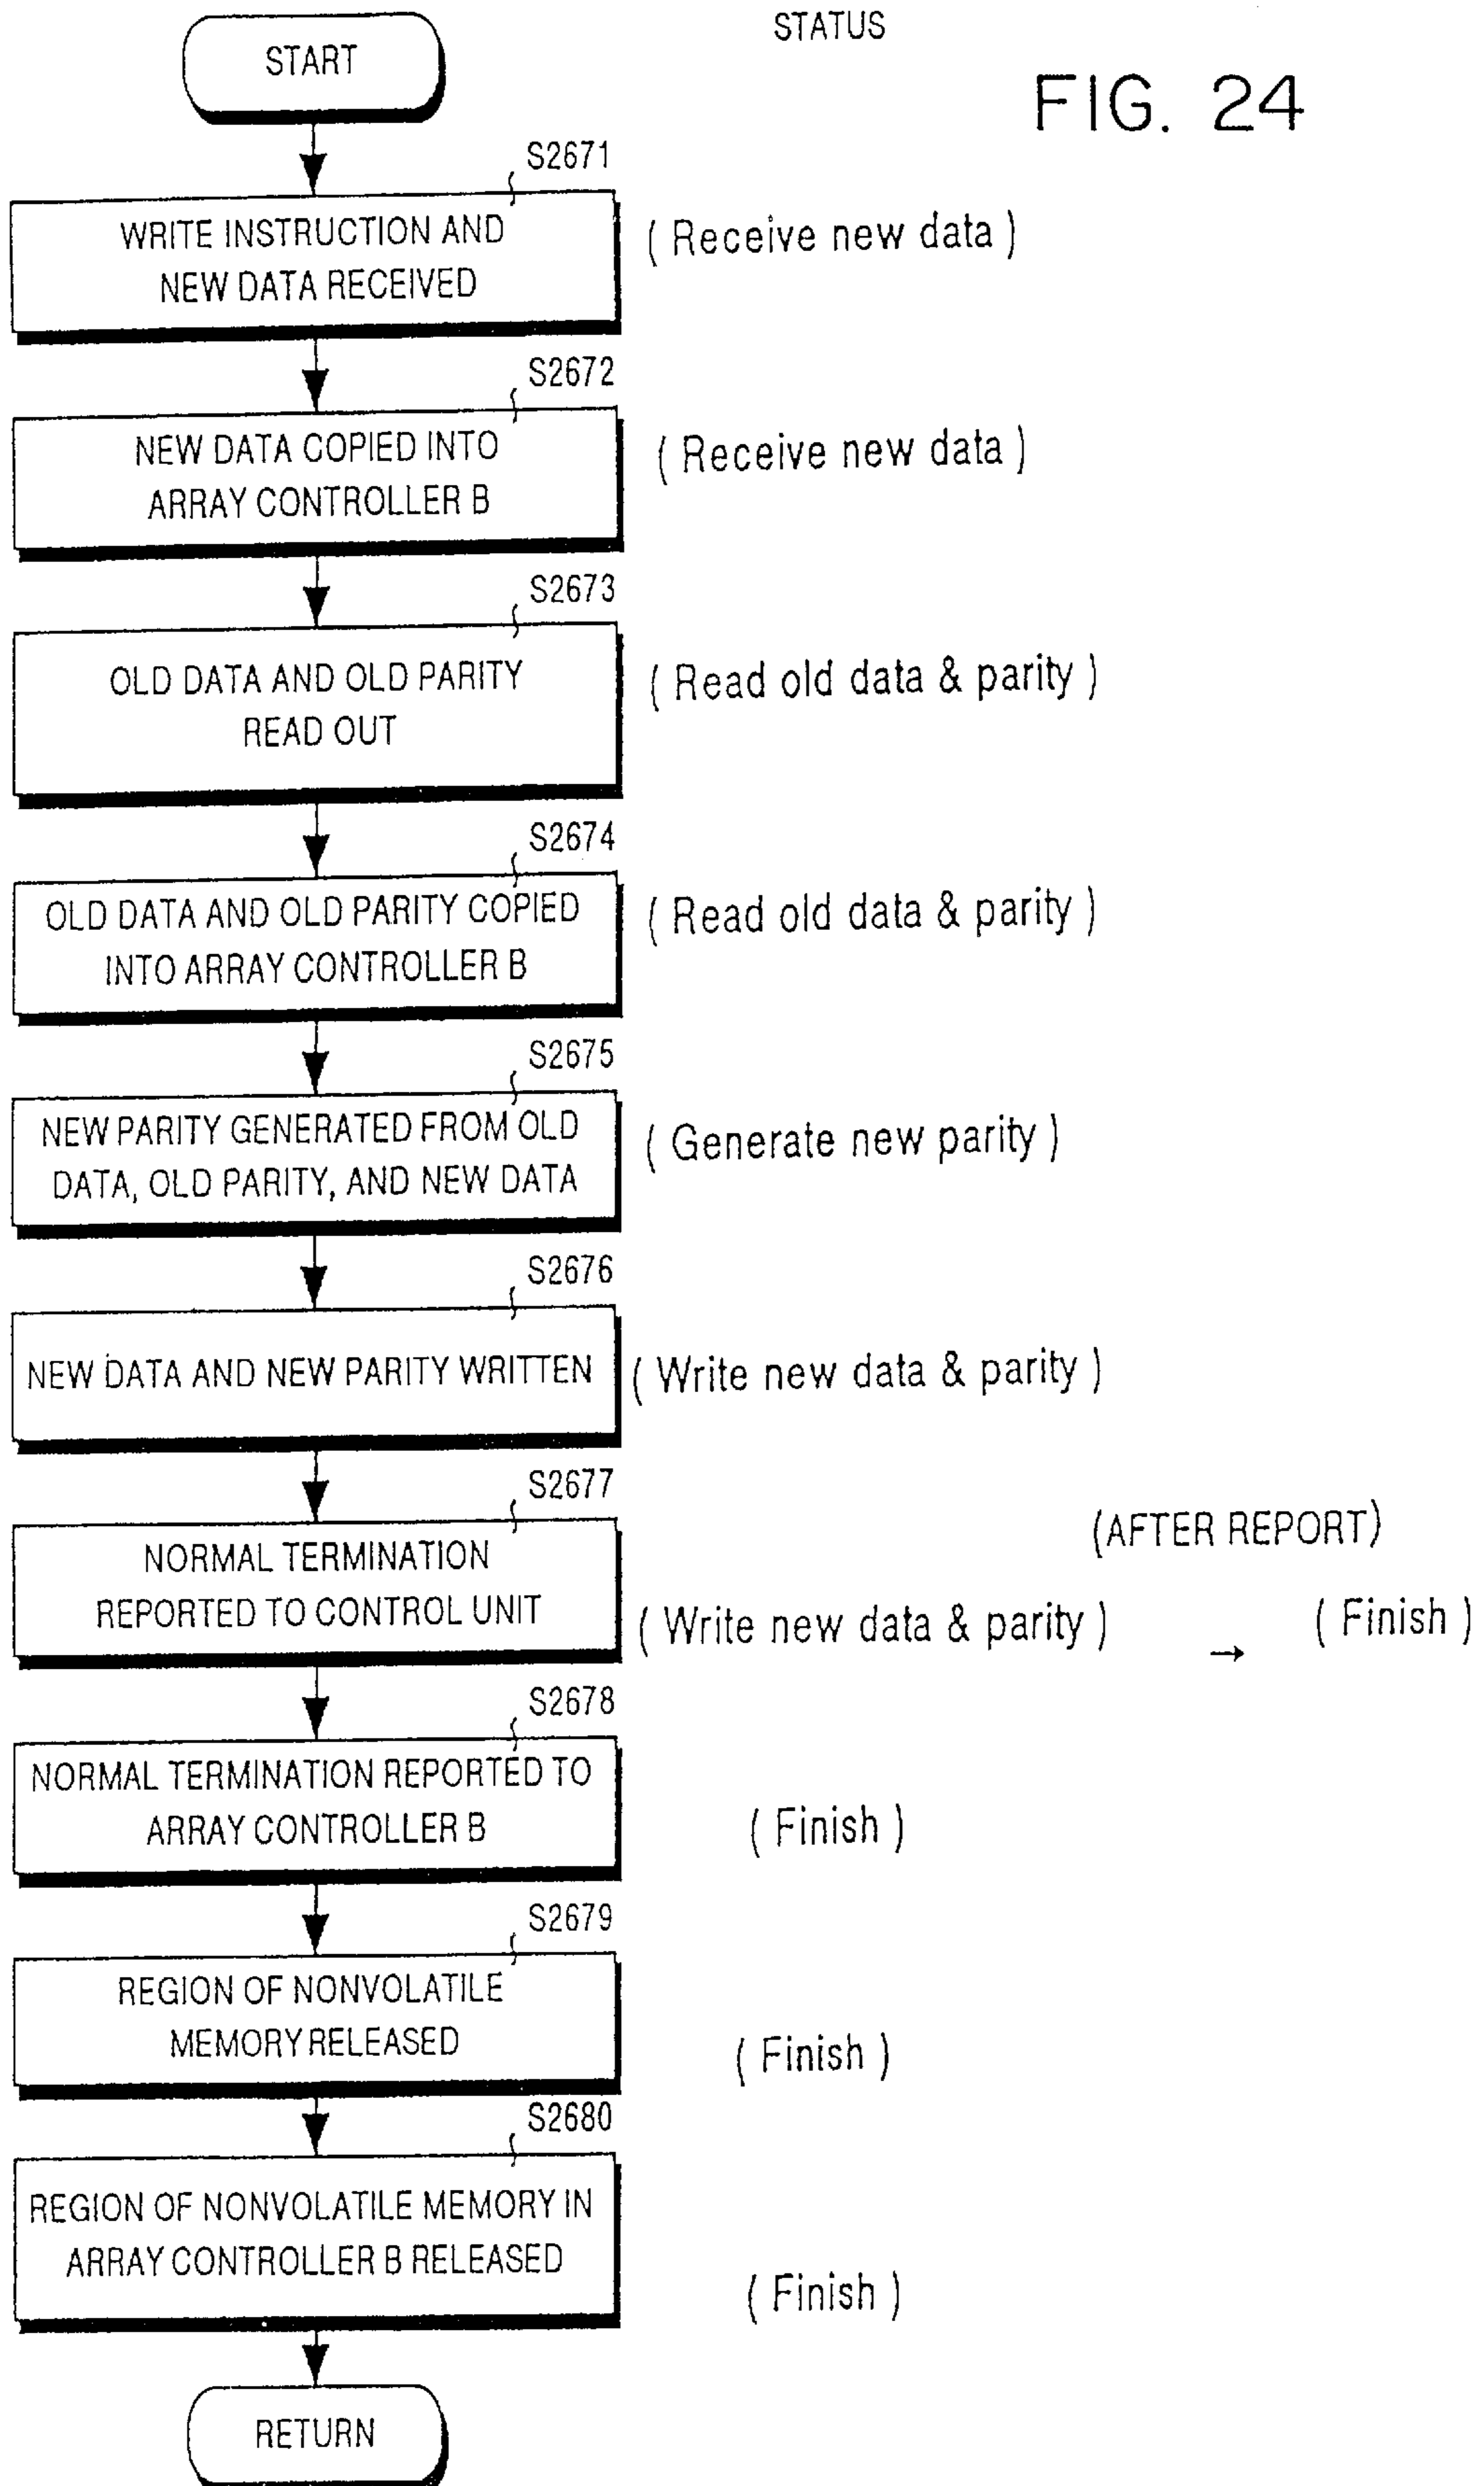 STATUS
FIG. 24
START
S2671
WRITE INSTRUCTION AND
NEW DATA RECEIVED
( Receive new data )
S2672
NEW DATA COPIED INTO
ARRAY CONTROLLER B
( Receive new data )
S2673
OLD DATA AND OLD PARITY
READ OUT
( Read old data & parity )
S2674
OLD DATA AND OLD PARITY COPIED
INTO ARRAY CONTROLLER B
( Read old data & parity )
S2675
NEW PARITY GENERATED FROM OLD
DATA, OLD PARITY, AND NEW DATA
( Generate new parity )
S2676
NEW DATA AND NEW PARITY WRITTEN
( Write new data & parity )
S2677
NORMAL TERMINATION
REPORTED TO CONTROL UNIT
(AFTER REPORT)
( Write new data & parity ) → ( Finish )
S2678
NORMAL TERMINATION REPORTED TO
ARRAY CONTROLLER B
( Finish )
S2679
REGION OF NONVOLATILE
MEMORY RELEASED
( Finish )
S2680
REGION OF NONVOLATILE MEMORY IN
ARRAY CONTROLLER B RELEASED
( Finish )
RETURN